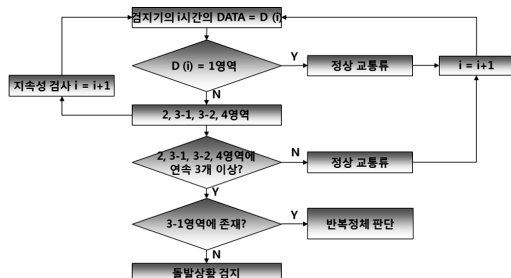 검지기의 i시간의 DATA = D (i)
D (i) = 1영역
Y
정상 교통류
i = i+1
지속성 검사 i = i+1
N
2, 3-1, 3-2, 4영역
2, 3-1, 3-2, 4영역에
연속 3개 이상?
N
정상 교통류
Y
3-1영역에 존재?
Y
반복정체 판단
N
돌발상황 검지